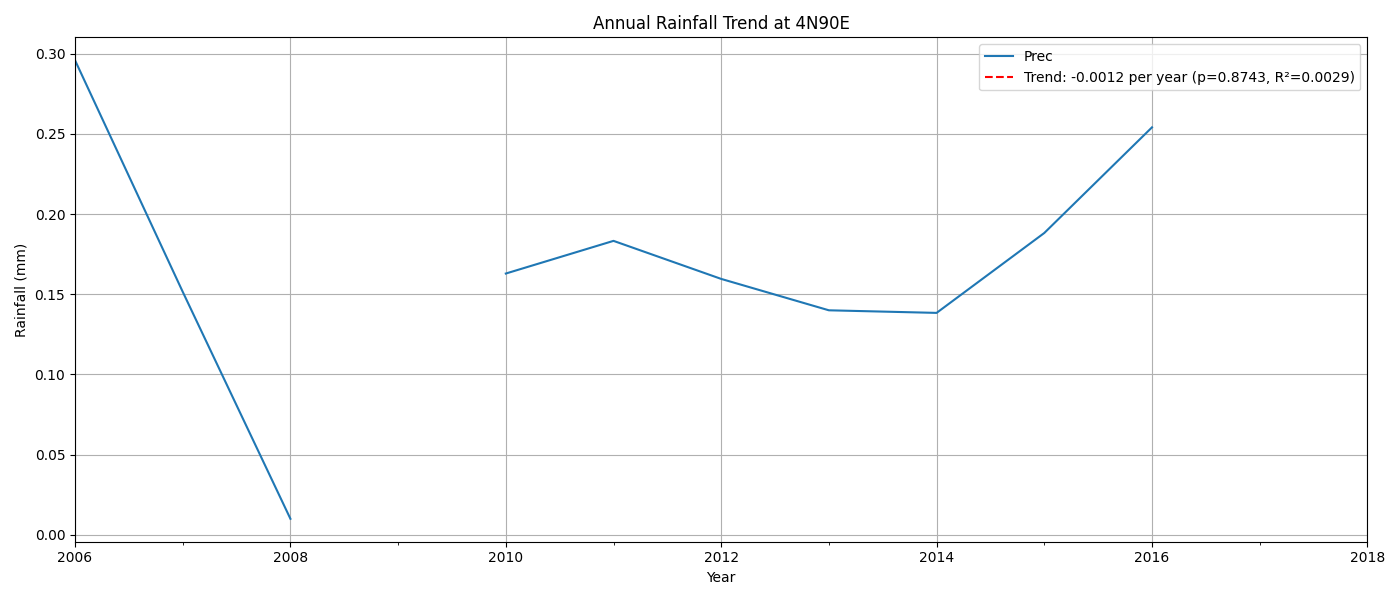 Annual Rainfall Trend at 4N90E
Prec
Trend: -0.0012 per year (p=0.8743, R²=0.0029)
Rainfall (mm)
0.30
0.25
0.20
0.15
0.10
0.05
0.00
2006 2008 2010 2012 2014 2016 2018
Year